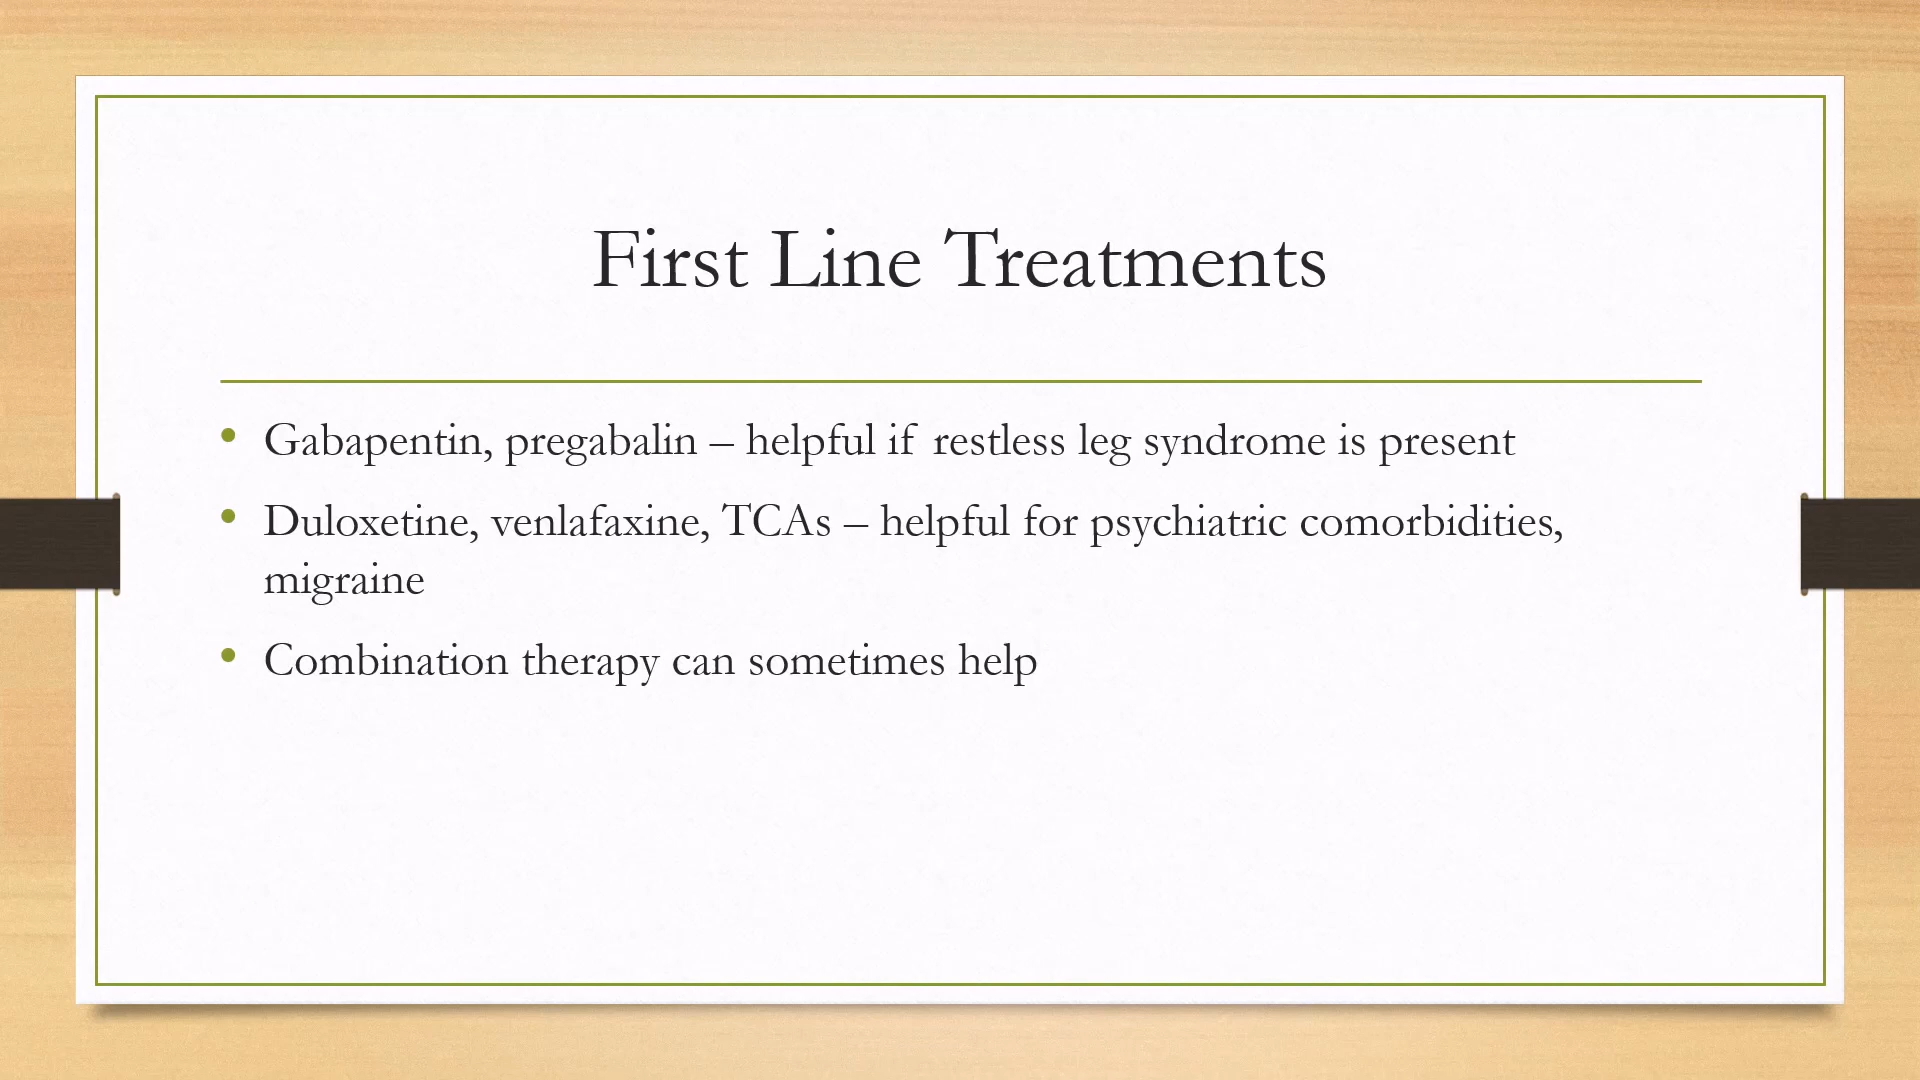 First Line Treatments
• Gabapentin, pregabalin – helpful if restless leg syndrome is present
• Duloxetine, venlafaxine, TCAs – helpful for psychiatric comorbidities,
migraine
• Combination therapy can sometimes help